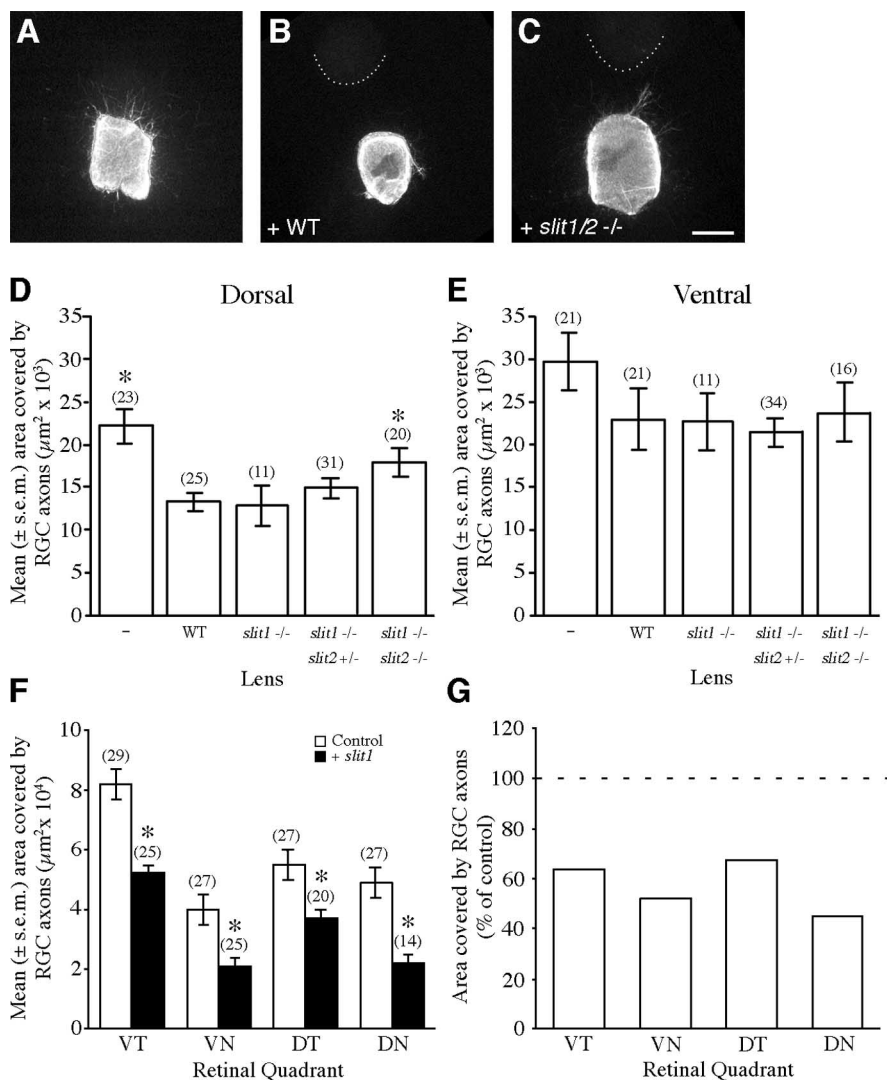 A
B
C
+ WT
+ slit1/2 -/-
D
Dorsal
Mean (± s.e.m.) area covered by
RGC axons (µm² x 10³)
35
30
25
20
15
10
5
0
*
(23)
(25)
(11)
(31)
*
(20)
–
WT
slit1 -/-
slit1 -/-
slit2 +/-
slit1 -/-
slit2 -/-
Lens
E
Ventral
Mean (± s.e.m.) area covered by
RGC axons (µm² x 10³)
35
30
25
20
15
10
5
0
(21)
(21)
(11)
(34)
(16)
–
WT
slit1 -/-
slit1 -/-
slit2 +/-
slit1 -/-
slit2 -/-
Lens
F
Mean (± s.e.m.) area covered by
RGC axons (µm²x 10⁴)
10
8
6
4
2
0
Control
+ slit1
(29)
*
(25)
(27)
*
(25)
(27)
*
(20)
(27)
*
(14)
VT
VN
DT
DN
Retinal Quadrant
G
Area covered by RGC axons
(% of control)
120
100
80
60
40
20
0
VT
VN
DT
DN
Retinal Quadrant